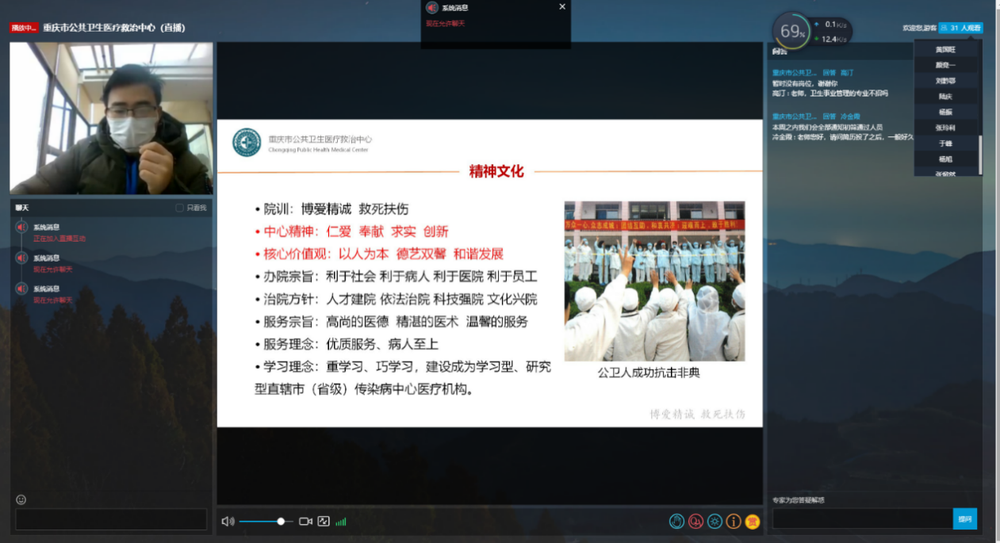 系统消息
现在允许聊天
播放中...
重庆市公共卫生医疗救治中心（直播）
69%
0.1K/s
12.4K/s
欢迎您,游客
31 人观看
问答
黄国旺
颜竞一
陆庆
杨振
张玲利
于峰
杨旭
重庆市公共卫... 回答 高汀
暂时没有岗位，谢谢你
高汀：老师，卫生事业管理的专业不招吗
重庆市公共卫... 回答 冷金霞
本周之内我们会全部通知初筛通过人员
冷金霞：老师您好，请问简历投了之后，一般好久
聊天
只看我
系统消息
正在加入直播互动
系统消息
现在允许聊天
系统消息
现在允许聊天
重庆市公共卫生医疗救治中心
Chongqing Public Health Medical Center
精神文化
• 院训：博爱精诚 救死扶伤
• 中心精神：仁爱 奉献 求实 创新
• 核心价值观：以人为本 德艺双馨 和谐发展
• 办院宗旨：利于社会 利于病人 利于医院 利于员工
• 治院方针：人才建院 依法治院 科技强院 文化兴院
• 服务宗旨：高尚的医德 精湛的医术 温馨的服务
• 服务理念：优质服务、病人至上
• 学习理念：重学习、巧学习，建设成为学习型、研究
型直辖市（省级）传染病中心医疗机构。
公卫人成功抗击非典
博爱精诚 救死扶伤
专家为您答疑解惑
提问
赏